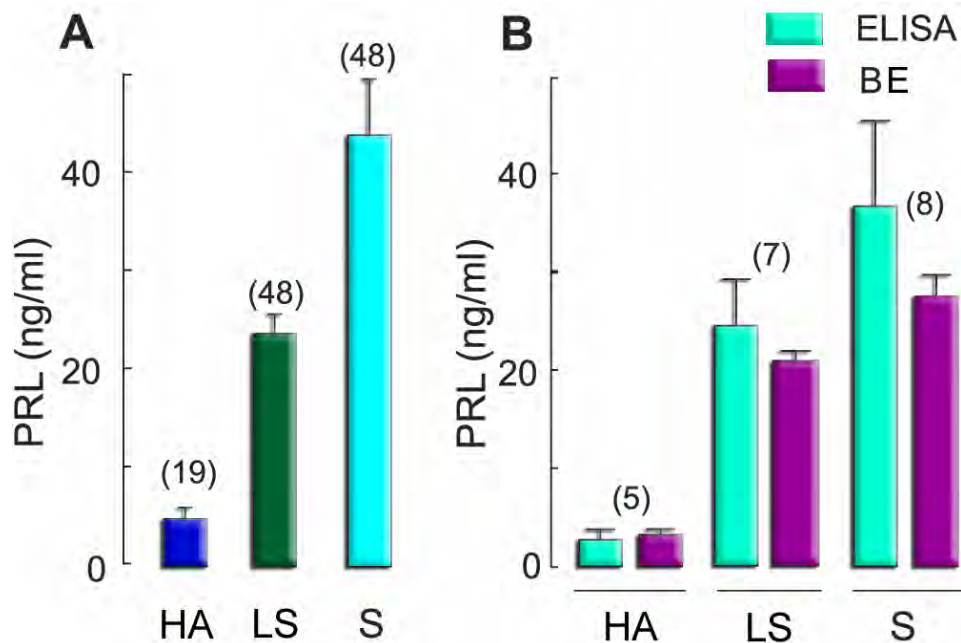 A
PRL (ng/ml)
40
20
0
(19)
(48)
(48)
HA LS S
B
ELISA
BE
PRL (ng/ml)
40
20
0
(5)
(7)
(8)
HA LS S